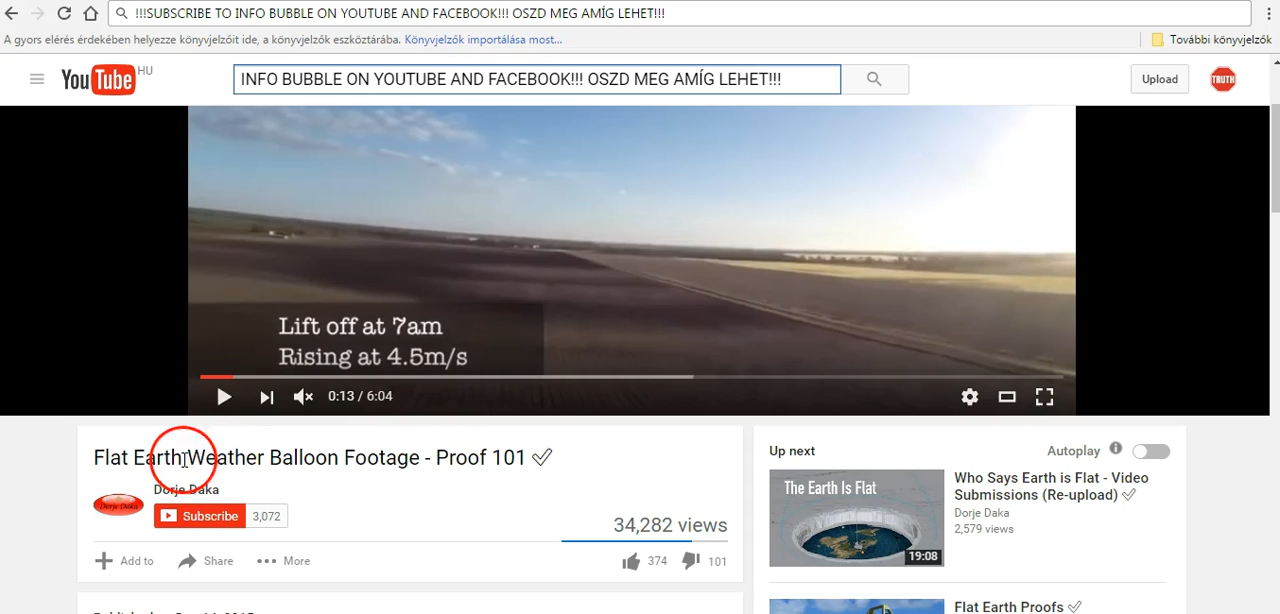 !!!SUBSCRIBE TO INFO BUBBLE ON YOUTUBE AND FACEBOOK!!! OSZD MEG AMÍG LEHET!!!
A gyors elérés érdekében helyezze könyvjelzőit ide, a könyvjelzők eszköztárába. Könyvjelzők importálása most...
További könyvjelzők
YouTube HU
INFO BUBBLE ON YOUTUBE AND FACEBOOK!!! OSZD MEG AMÍG LEHET!!!
Upload
TRUTH
Lift off at 7am
Rising at 4.5m/s
0:13 / 6:04
Flat Earth Weather Balloon Footage - Proof 101 ✓
Dorje Daka
Dorje Daka
Subscribe 3,072
34,282 views
Add to Share More 374 101
Up next
Autoplay
The Earth Is Flat
19:08
Who Says Earth is Flat - Video
Submissions (Re-upload) ✓
Dorje Daka
2,579 views
Flat Earth Proofs ✓